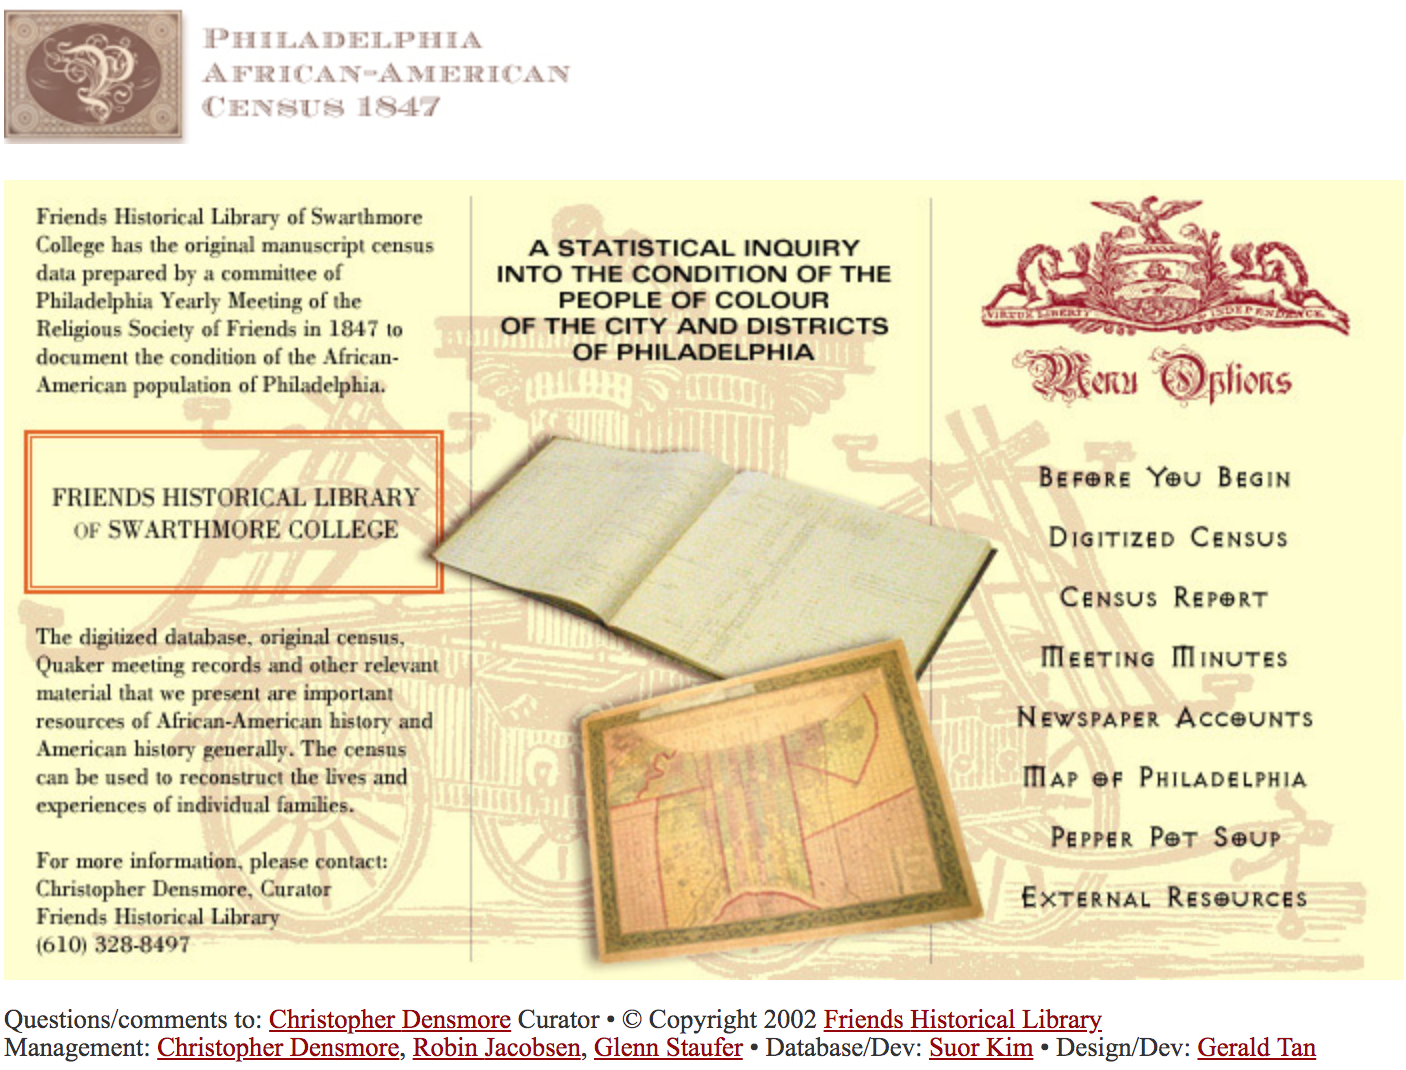 PHILADELPHIA
AFRICAN-AMERICAN
CENSUS 1847
Friends Historical Library of Swarthmore
College has the original manuscript census
data prepared by a committee of
Philadelphia Yearly Meeting of the
Religious Society of Friends in 1847 to
document the condition of the African-
American population of Philadelphia.
FRIENDS HISTORICAL LIBRARY
OF SWARTHMORE COLLEGE
The digitized database, original census,
Quaker meeting records and other relevant
material that we present are important
resources of African-American history and
American history generally. The census
can be used to reconstruct the lives and
experiences of individual families.
For more information, please contact:
Christopher Densmore, Curator
Friends Historical Library
(610) 328-8497
A STATISTICAL INQUIRY
INTO THE CONDITION OF THE
PEOPLE OF COLOUR
OF THE CITY AND DISTRICTS
OF PHILADELPHIA
VIRTUE LIBERTY INDEPENDENCE
Menu Options
BEFORE YOU BEGIN
DIGITIZED CENSUS
CENSUS REPORT
MEETING MINUTES
NEWSPAPER ACCOUNTS
MAP OF PHILADELPHIA
PEPPER POT SOUP
EXTERNAL RESOURCES
Questions/comments to: Christopher Densmore Curator • © Copyright 2002 Friends Historical Library
Management: Christopher Densmore, Robin Jacobsen, Glenn Staufer • Database/Dev: Suor Kim • Design/Dev: Gerald Tan